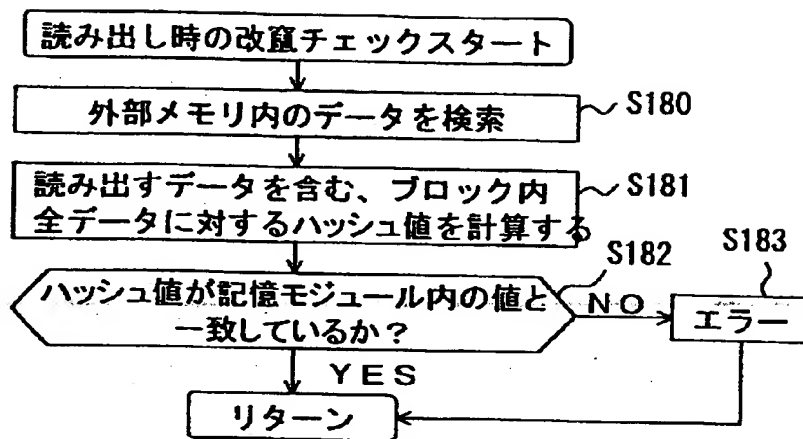 読み出し時の改竄チェックスタート
外部メモリ内のデータを検索
S180
読み出すデータを含む、ブロック内
全データに対するハッシュ値を計算する
S181
ハッシュ値が記憶モジュール内の値と
一致しているか?
S182
NO
S183
エラー
YES
リターン